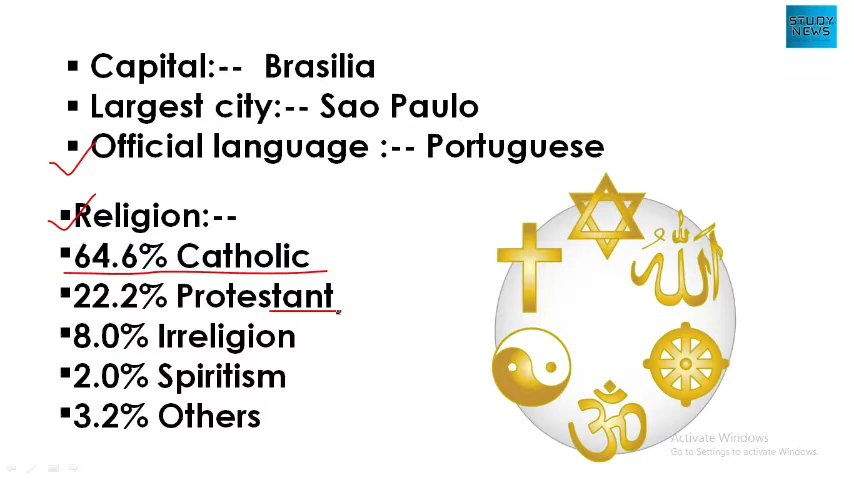 STUDY
NEWS
▪ Capital:-- Brasilia
▪ Largest city:-- Sao Paulo
▪ Official language :-- Portuguese
▪Religion:--
▪64.6% Catholic
▪22.2% Protestant
▪8.0% Irreligion
▪2.0% Spiritism
▪3.2% Others
الله
ॐ
Activate Windows
Go to Settings to activate Windows.